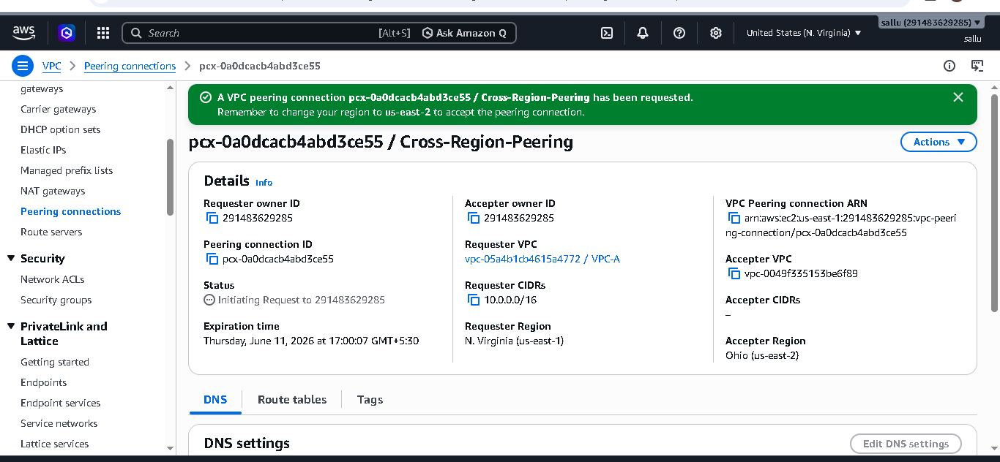 aws
Search
[Alt+S]
Ask Amazon Q
United States (N. Virginia) ▼
sallu (291483629285) ▼
sallu
VPC > Peering connections > pcx-0a0dcacb4abd3ce55
gateways
Carrier gateways
DHCP option sets
Elastic IPs
Managed prefix lists
NAT gateways
Peering connections
Route servers
▼ Security
Network ACLs
Security groups
▼ PrivateLink and
Lattice
Getting started
Endpoints
Endpoint services
Service networks
Lattice services
A VPC peering connection pcx-0a0dcacb4abd3ce55 / Cross-Region-Peering has been requested.
Remember to change your region to us-east-2 to accept the peering connection.
pcx-0a0dcacb4abd3ce55 / Cross-Region-Peering
Actions ▼
Details Info
Requester owner ID
291483629285
Peering connection ID
pcx-0a0dcacb4abd3ce55
Status
Initiating Request to 291483629285
Expiration time
Thursday, June 11, 2026 at 17:00:07 GMT+5:30
Accepter owner ID
291483629285
Requester VPC
vpc-05a4b1cb4615a4772 / VPC-A
Requester CIDRs
10.0.0.0/16
Requester Region
N. Virginia (us-east-1)
VPC Peering connection ARN
arn:aws:ec2:us-east-1:291483629285:vpc-peeri
ng-connection/pcx-0a0dcacb4abd3ce55
Accepter VPC
vpc-0049f335153be6f89
Accepter CIDRs
–
Accepter Region
Ohio (us-east-2)
DNS
Route tables
Tags
DNS settings
Edit DNS settings